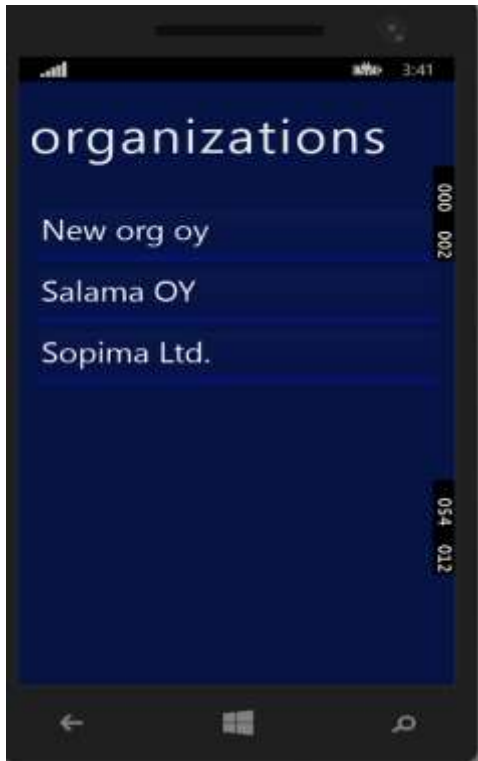 3:41
organizations
000 002
New org oy
Salama OY
Sopima Ltd.
054 012